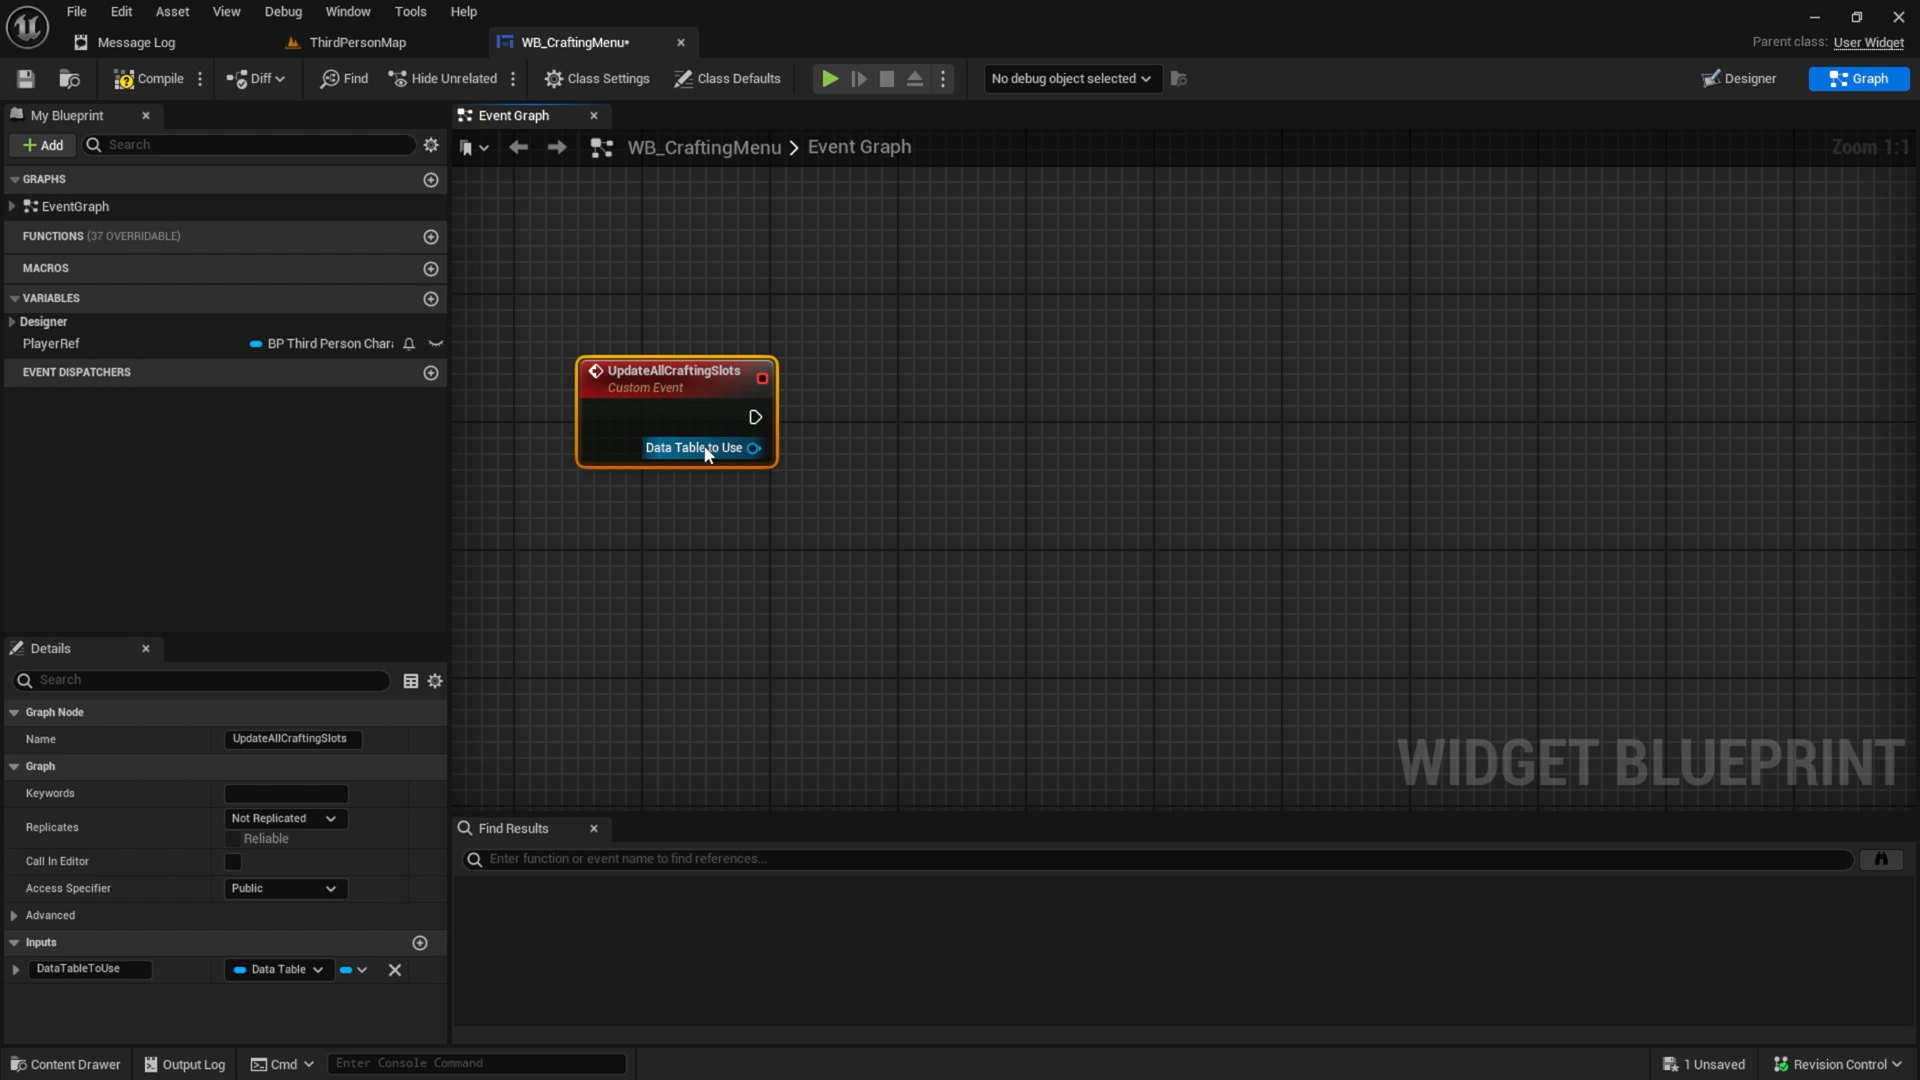 File Edit Asset View Debug Window Tools Help
Message Log
ThirdPersonMap
WB_CraftingMenu*
Parent class: User Widget
Compile
Diff
Find
Hide Unrelated
Class Settings
Class Defaults
No debug object selected
Designer
Graph
My Blueprint
Add
Search
GRAPHS
EventGraph
FUNCTIONS (37 OVERRIDABLE)
MACROS
VARIABLES
Designer
PlayerRef
BP Third Person Chara
EVENT DISPATCHERS
Event Graph
WB_CraftingMenu > Event Graph
Zoom 1:1
UpdateAllCraftingSlots
Custom Event
Data Table to Use
WIDGET BLUEPRINT
Details
Search
Graph Node
Name
UpdateAllCraftingSlots
Graph
Keywords
Replicates
Not Replicated
Reliable
Call In Editor
Access Specifier
Public
Advanced
Inputs
DataTableToUse
Data Table
Find Results
Enter function or event name to find references...
Content Drawer
Output Log
Cmd
Enter Console Command
1 Unsaved
Revision Control